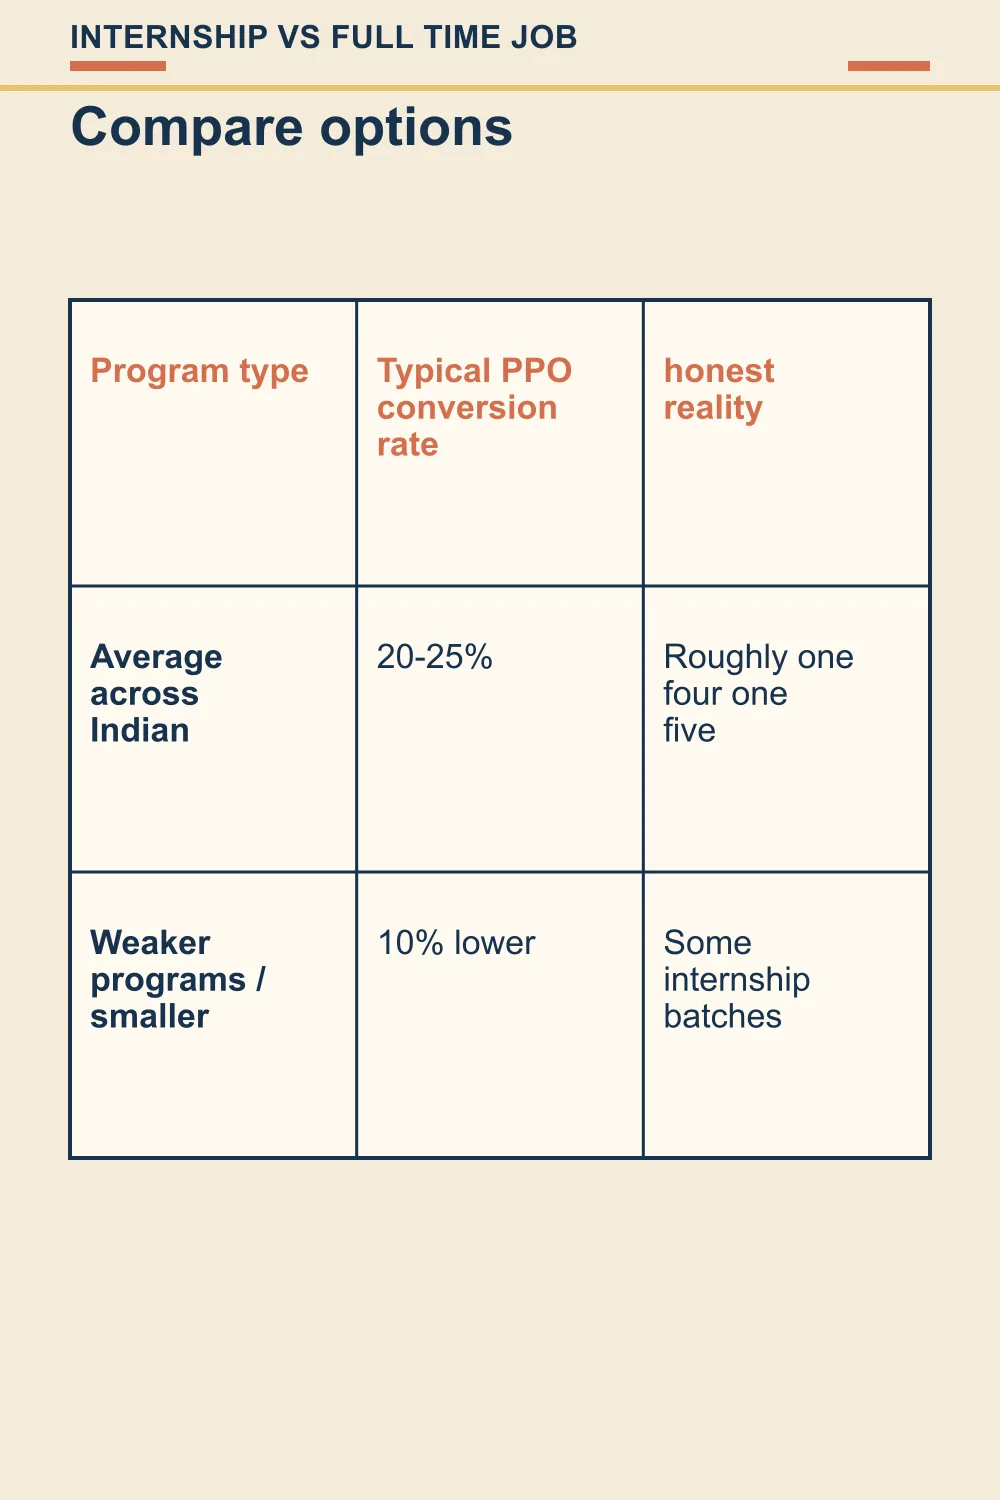 INTERNSHIP VS FULL TIME JOB
Compare options
Program type
Typical PPO
conversion
rate
honest
reality
Average
across
Indian
20-25%
Roughly one
four one
five
Weaker
programs /
smaller
10% lower
Some
internship
batches